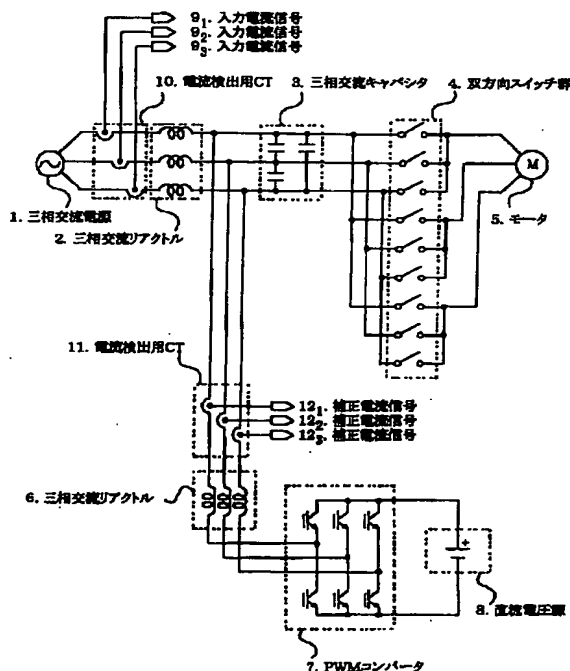 9₁. 入力電流信号
9₂. 入力電流信号
9₃. 入力電流信号
10. 電流検出用CT
3. 三相交流キャパシタ
4. 双方向スイッチ群
M
1. 三相交流電源
2. 三相交流リアクトル
5. モータ
11. 電流検出用CT
12₁. 補正電流信号
12₂. 補正電流信号
12₃. 補正電流信号
6. 三相交流リアクトル
+
8. 直流電圧源
7. PWMコンバータ